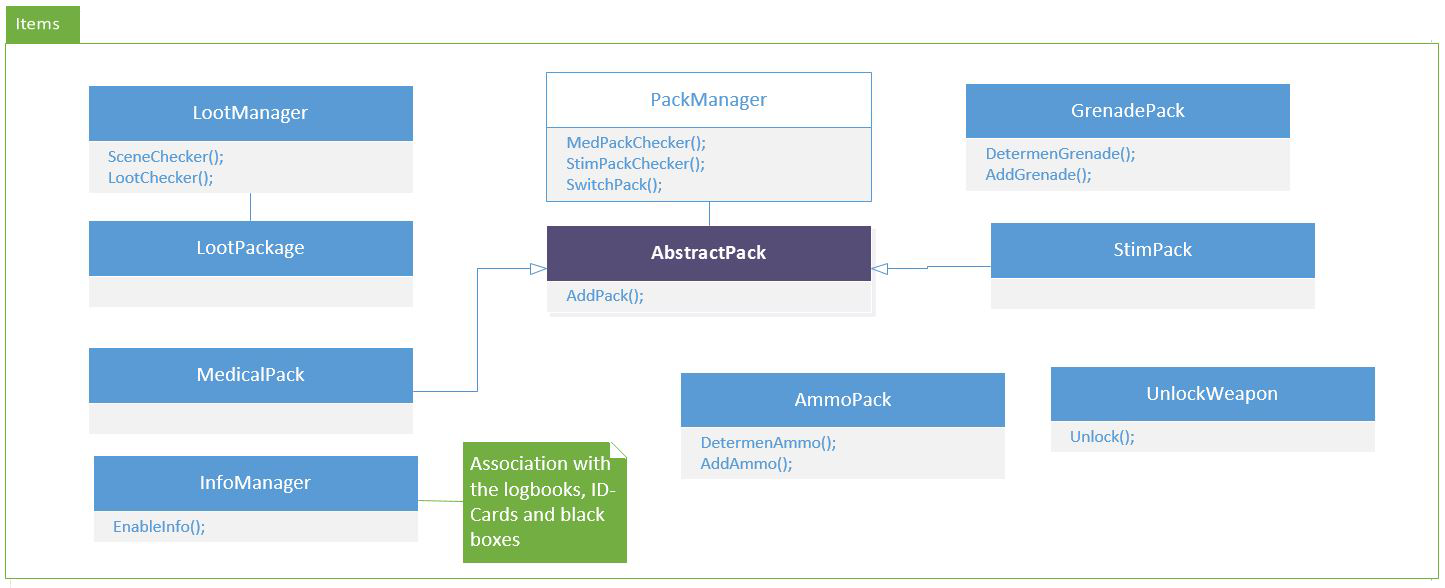 Items
LootManager
SceneChecker();
LootChecker();
PackManager
MedPackChecker();
StimPackChecker();
SwitchPack();
GrenadePack
DetermenGrenade();
AddGrenade();
LootPackage
AbstractPack
AddPack();
StimPack
MedicalPack
AmmoPack
DetermenAmmo();
AddAmmo();
UnlockWeapon
Unlock();
InfoManager
EnableInfo();
Association with
the logbooks, ID-
Cards and black
boxes